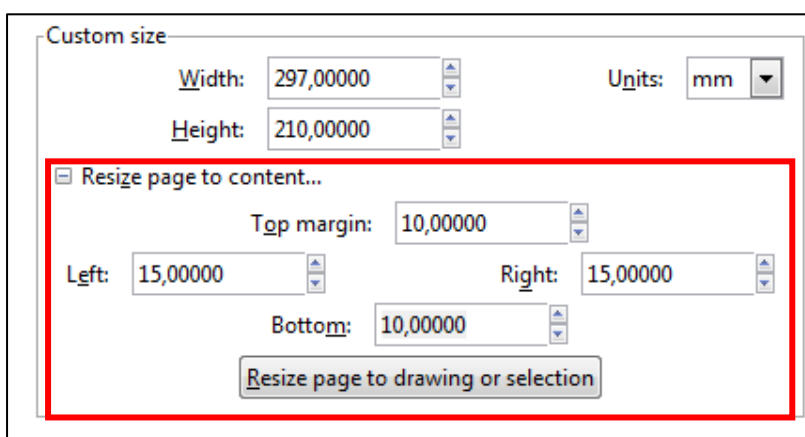 Custom size
Width: 297,00000 Units: mm
Height: 210,00000
Resize page to content...
Top margin: 10,00000
Left: 15,00000 Right: 15,00000
Bottom: 10,00000
Resize page to drawing or selection